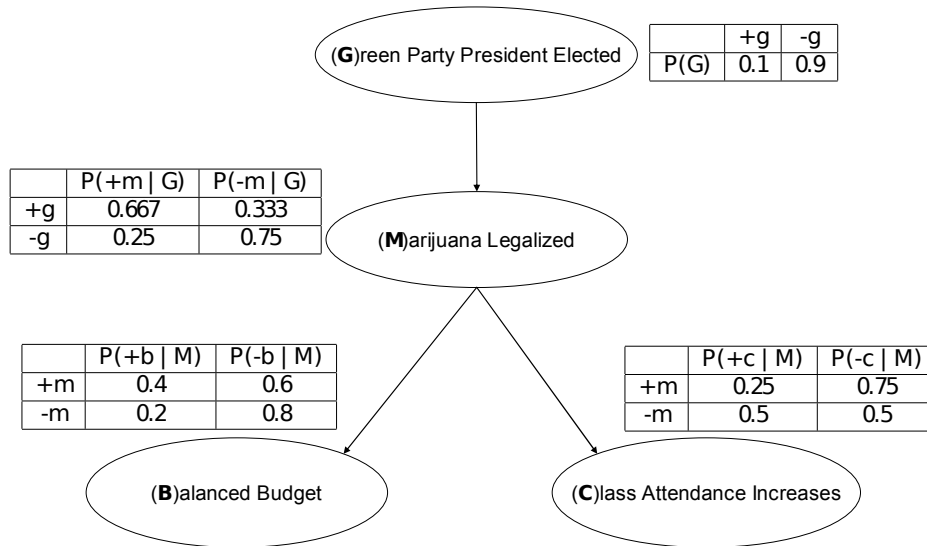 (G)reen Party President Elected
+g -g
P(G) 0.1 0.9
P(+m | G) P(-m | G)
+g 0.667 0.333
-g 0.25 0.75
(M)arijuana Legalized
P(+b | M) P(-b | M)
+m 0.4 0.6
-m 0.2 0.8
P(+c | M) P(-c | M)
+m 0.25 0.75
-m 0.5 0.5
(B)alanced Budget
(C)lass Attendance Increases